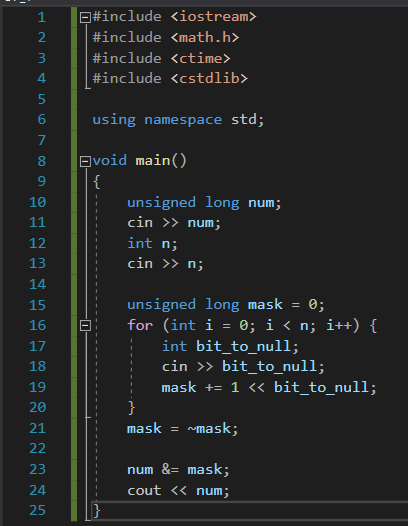 1 #include <iostream>
2 #include <math.h>
3 #include <ctime>
4 #include <cstdlib>
5
6 using namespace std;
7
8 void main()
9 {
10 unsigned long num;
11 cin >> num;
12 int n;
13 cin >> n;
14
15 unsigned long mask = 0;
16 for (int i = 0; i < n; i++) {
17 int bit_to_null;
18 cin >> bit_to_null;
19 mask += 1 << bit_to_null;
20 }
21 mask = ~mask;
22
23 num &= mask;
24 cout << num;
25 }